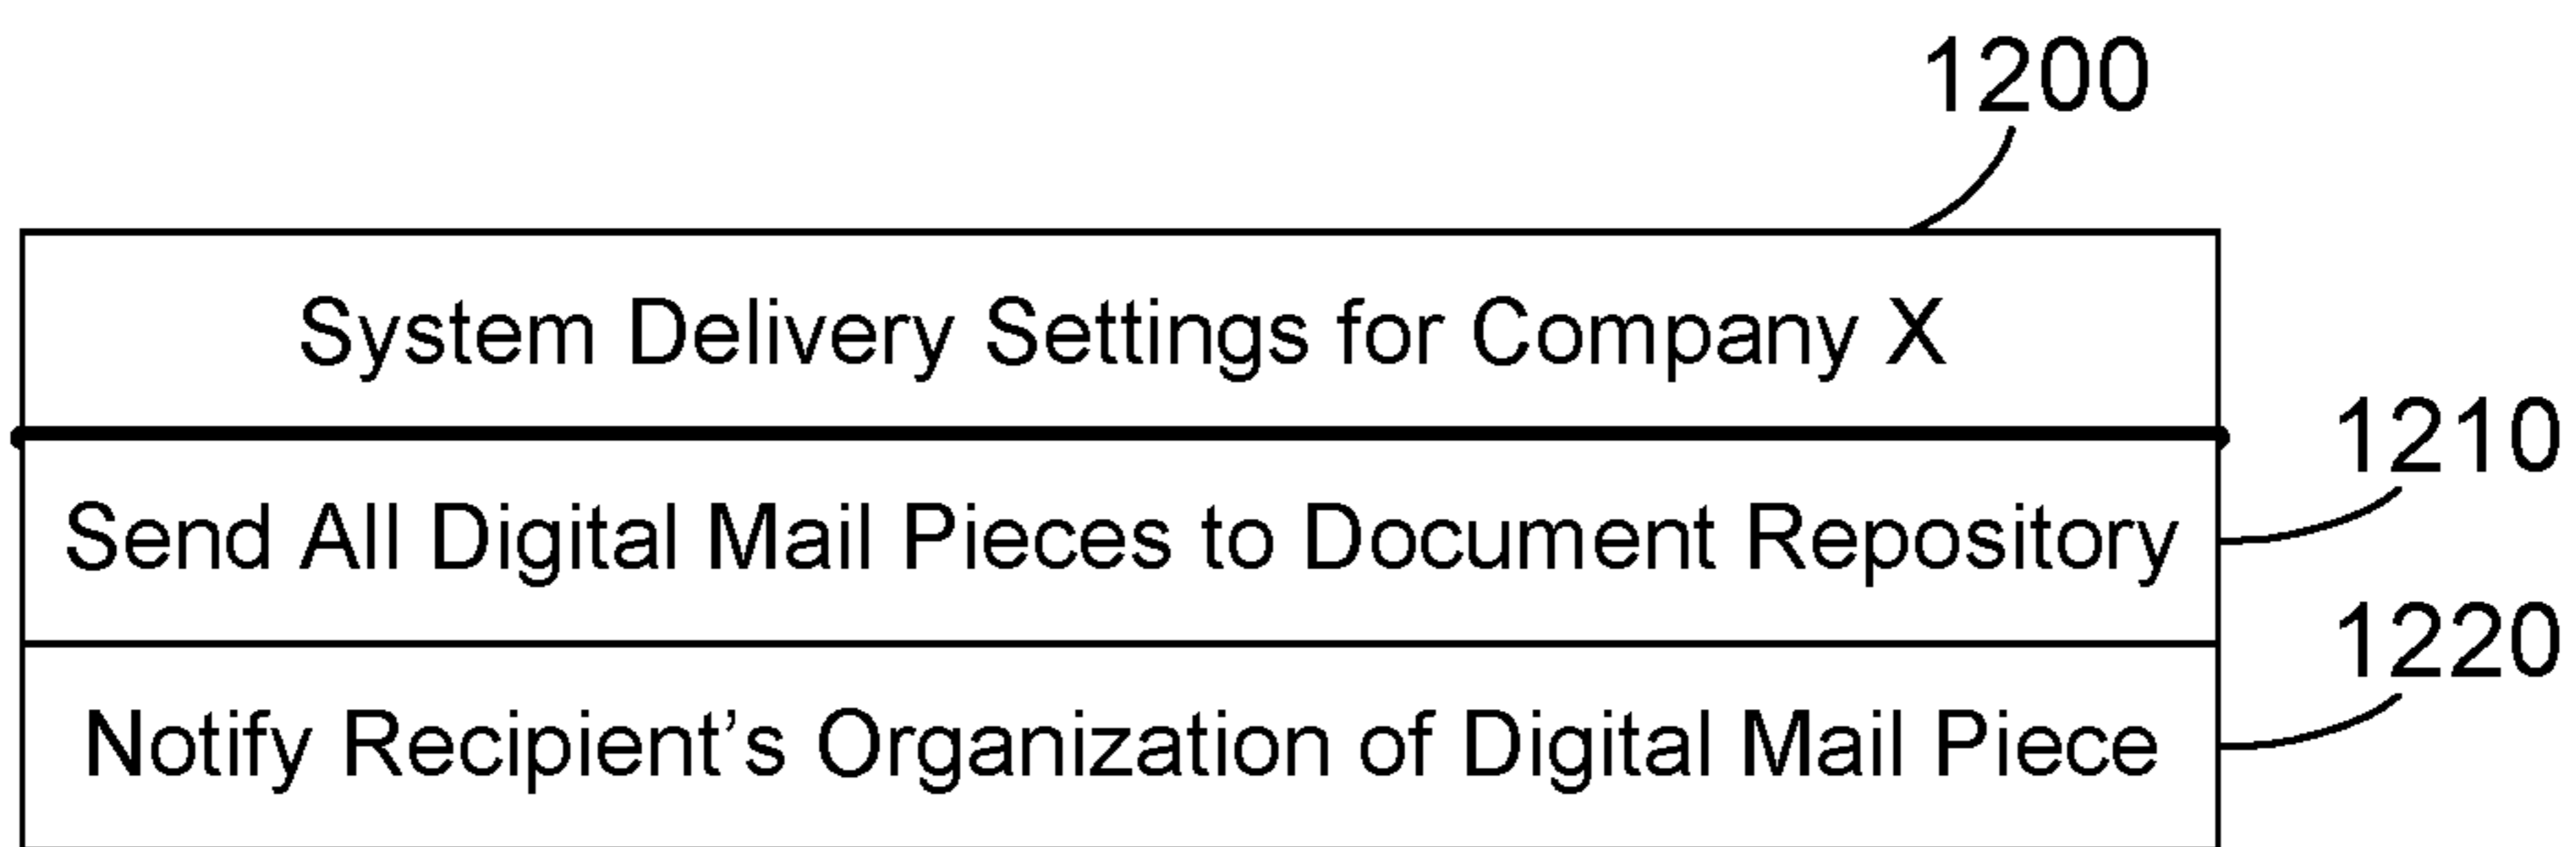 1200
System Delivery Settings for Company X
1210
Send All Digital Mail Pieces to Document Repository
1220
Notify Recipient’s Organization of Digital Mail Piece